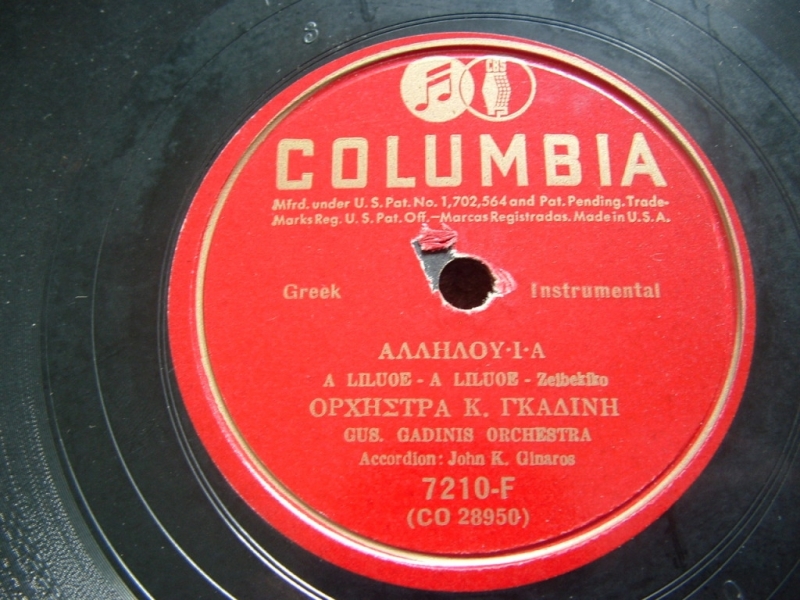 CBS
COLUMBIA
Mfrd. under U.S. Pat. No. 1,702,564 and Pat. Pending. Trade-
Marks Reg. U.S. Pat. Off.—Marcas Registradas. Made in U.S.A.
Greek Instrumental
ΑΛΛΗΛΟΥ·Ι·Α
A LILUOE - A LILUOE - Zeibekiko
ΟΡΧΗΣΤΡΑ Κ. ΓΚΑΔΙΝΗ
GUS. GADINIS ORCHESTRA
Accordion: John K. Ginaros
7210-F
(CO 28950)